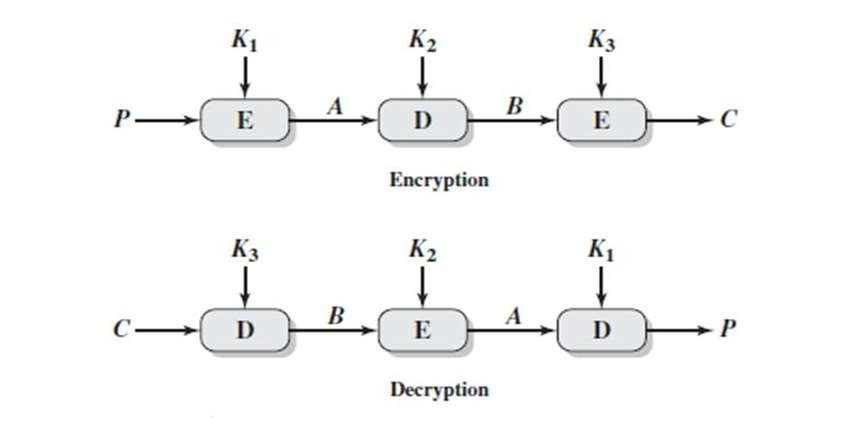 K₁ K₂ K₃
P E A D B E C
Encryption
K₃ K₂ K₁
C D B E A D P
Decryption